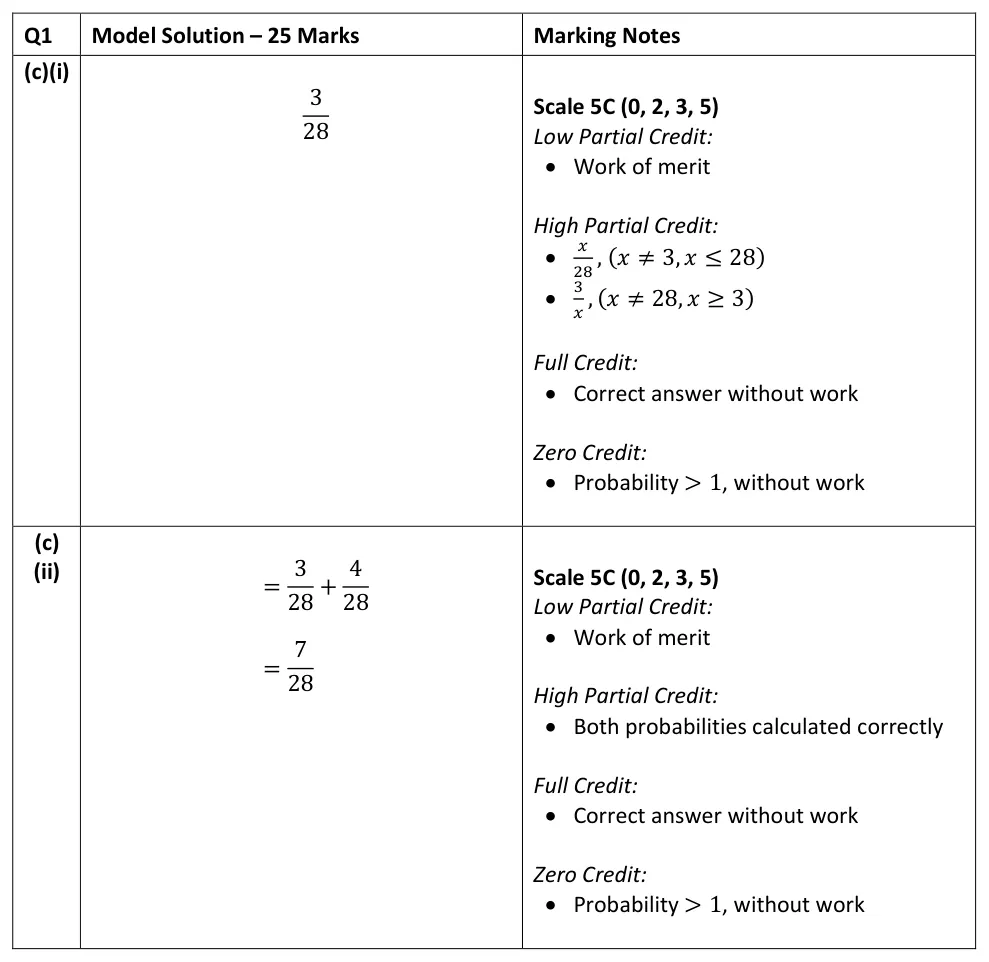 Q1 Model Solution – 25 Marks Marking Notes
(c)(i)
3/28
Scale 5C (0, 2, 3, 5)
Low Partial Credit:
• Work of merit
High Partial Credit:
• x/28, (x ≠ 3, x ≤ 28)
• 3/x, (x ≠ 28, x ≥ 3)
Full Credit:
• Correct answer without work
Zero Credit:
• Probability > 1, without work
(c)
(ii)
= 3/28 + 4/28
= 7/28
Scale 5C (0, 2, 3, 5)
Low Partial Credit:
• Work of merit
High Partial Credit:
• Both probabilities calculated correctly
Full Credit:
• Correct answer without work
Zero Credit:
• Probability > 1, without work